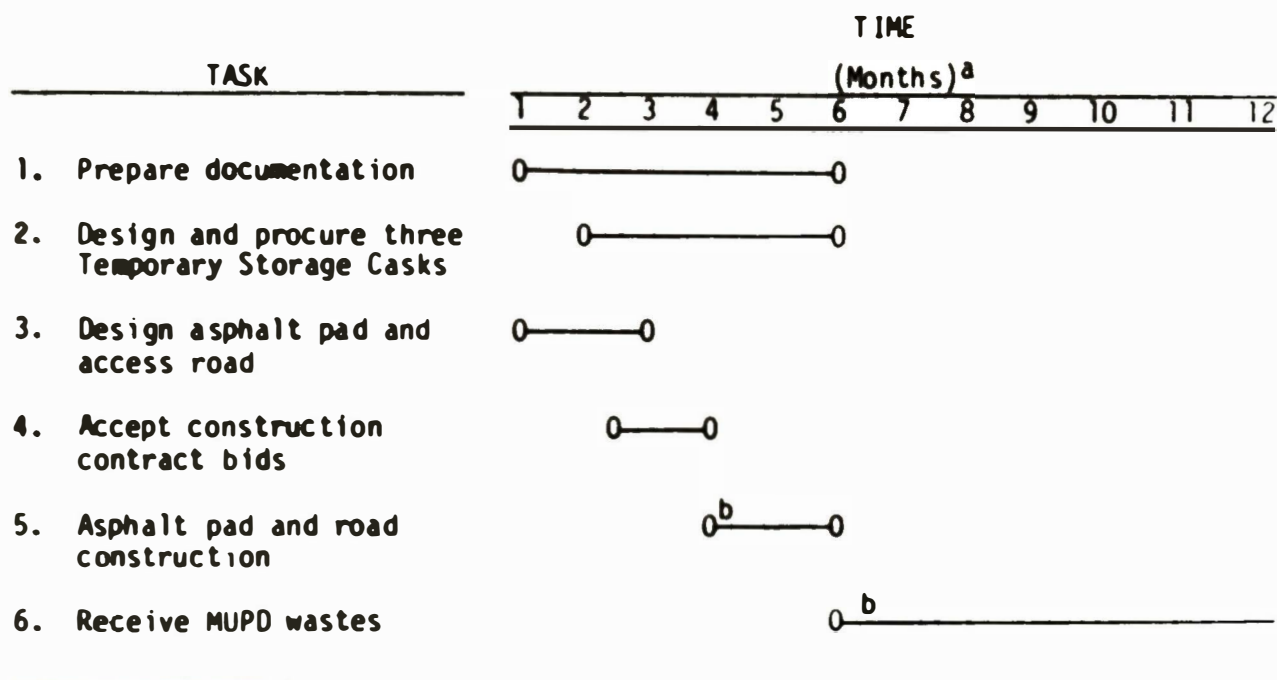 TIME
TASK (Months)a
1 2 3 4 5 6 7 8 9 10 11 12
1. Prepare documentation
2. Design and procure three
Temporary Storage Casks
3. Design asphalt pad and
access road
4. Accept construction
contract bids
b
5. Asphalt pad and road
construction
b
6. Receive MUPD wastes